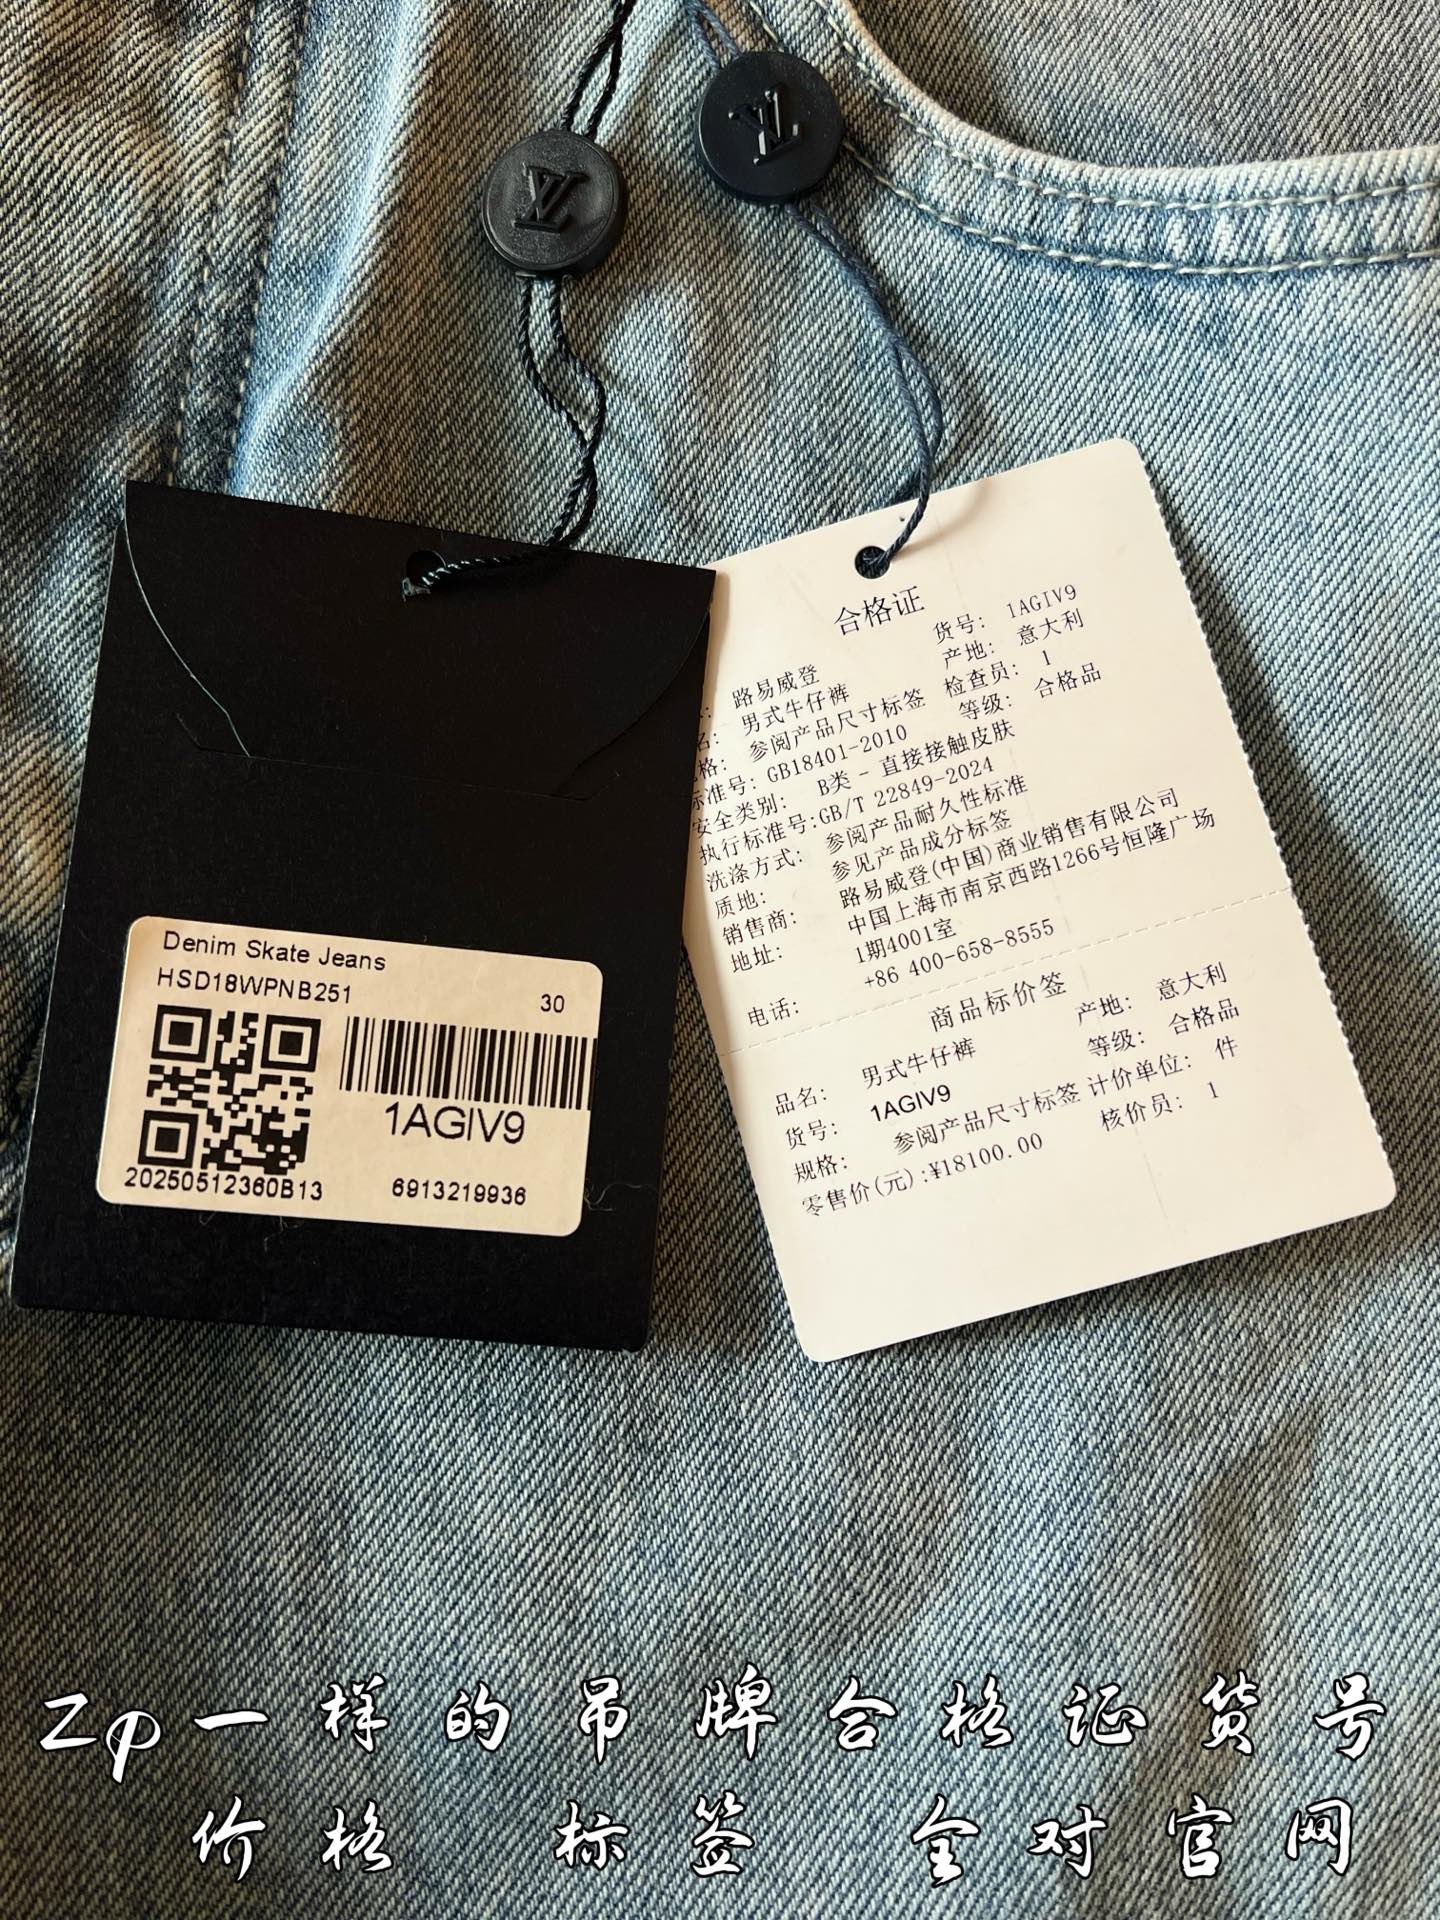 Denim Skate Jeans
HSD18WPNB251
30
1AGIV9
20250512360B13
6913219936
合格证
货号: 1AGIV9
路易威登
产地: 意大利
男式牛仔裤
检查员: 1
名: 参阅产品尺寸标签
等级: 合格品
格: GB18401-2010
标准号: B类 - 直接接触皮肤
安全类别: GB/T 22849-2024
执行标准号: 参阅产品耐久性标准
洗涤方式: 参见产品成分标签
质地: 路易威登(中国)商业销售有限公司
销售商: 中国上海市南京西路1266号恒隆广场
地址: 1期4001室
+86 400-658-8555
电话:
商品标价签
产地: 意大利
品名: 男式牛仔裤
等级: 合格品
货号: 1AGIV9
计价单位: 件
规格: 参阅产品尺寸标签
核价员: 1
零售价(元):¥18100.00
Zp一样的吊牌合格证货号
价格 标签 全对官网